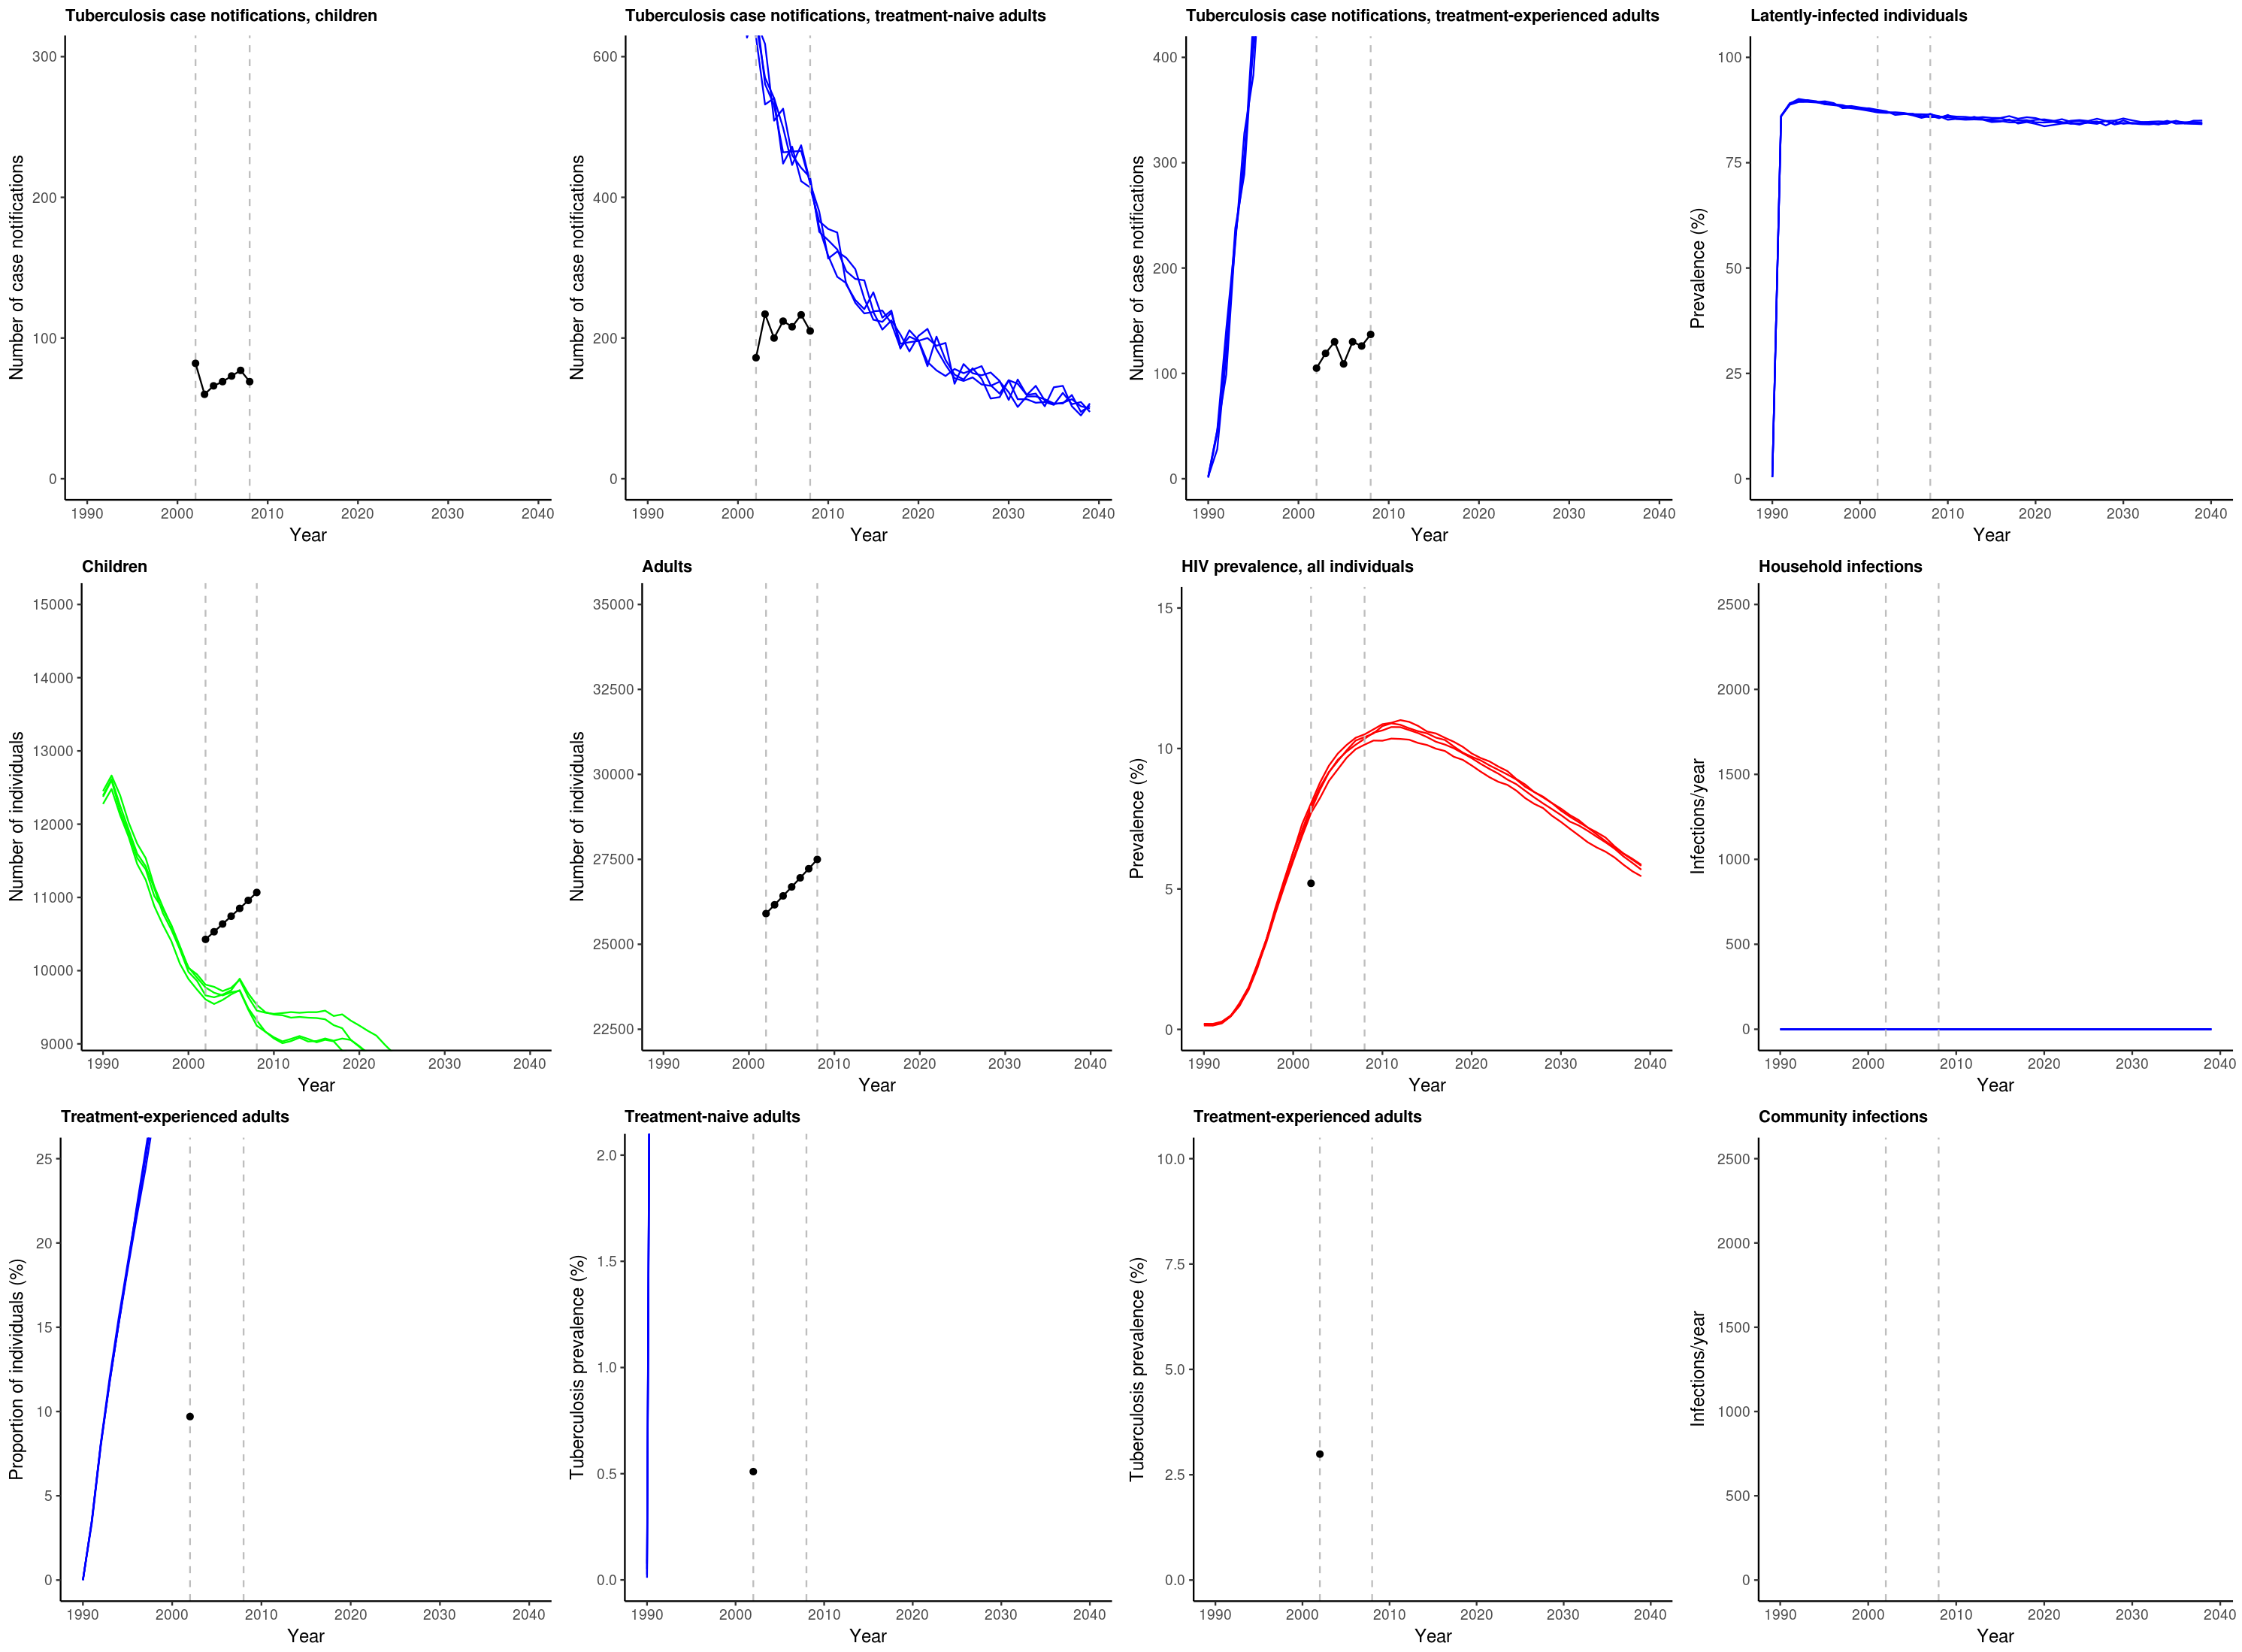 Tuberculosis case notifications, children
Number of case notifications
300
200
100
0
1990 2000 2010 2020 2030 2040
Year
Tuberculosis case notifications, treatment-naive adults
Number of case notifications
600
400
200
0
1990 2000 2010 2020 2030 2040
Year
Tuberculosis case notifications, treatment-experienced adults
Number of case notifications
400
300
200
100
0
1990 2000 2010 2020 2030 2040
Year
Latently-infected individuals
Prevalence (%)
100
75
50
25
0
1990 2000 2010 2020 2030 2040
Year
Children
Number of individuals
15000
14000
13000
12000
11000
10000
9000
1990 2000 2010 2020 2030 2040
Year
Adults
Number of individuals
35000
32500
30000
27500
25000
22500
1990 2000 2010 2020 2030 2040
Year
HIV prevalence, all individuals
Prevalence (%)
15
10
5
0
1990 2000 2010 2020 2030 2040
Year
Household infections
Infections/year
2500
2000
1500
1000
500
0
1990 2000 2010 2020 2030 2040
Year
Treatment-experienced adults
Proportion of individuals (%)
25
20
15
10
5
0
1990 2000 2010 2020 2030 2040
Year
Treatment-naive adults
Tuberculosis prevalence (%)
2.0
1.5
1.0
0.5
0.0
1990 2000 2010 2020 2030 2040
Year
Treatment-experienced adults
Tuberculosis prevalence (%)
10.0
7.5
5.0
2.5
0.0
1990 2000 2010 2020 2030 2040
Year
Community infections
Infections/year
2500
2000
1500
1000
500
0
1990 2000 2010 2020 2030 2040
Year